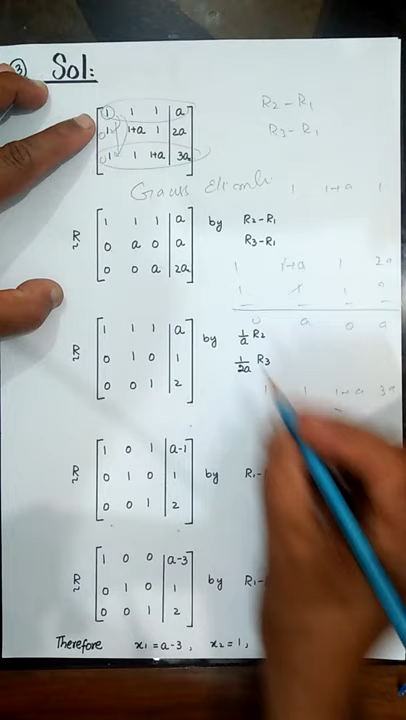 ③ Sol:
1 1 1 | a
1 1+a 1 | 2a
1 1 1+a | 3a
R2-R1
R3-R1
Gauss
R~ 1 1 1 | a
0 a 0 | a
0 0 a | 2a
by R2-R1
R3-R1
1 1+a 1
1 1+a 1 2a
0 a 0 a
R~ 1 1 1 | a
0 1 0 | 1
0 0 1 | 2
by 1/a R2
1/2a R3
1 1+a 3a
R~ 1 0 1 | a-1
0 1 0 | 1
0 0 1 | 2
by R1-
R~ 1 0 0 | a-3
0 1 0 | 1
0 0 1 | 2
by R1-
Therefore x1 = a-3, x2 = 1,